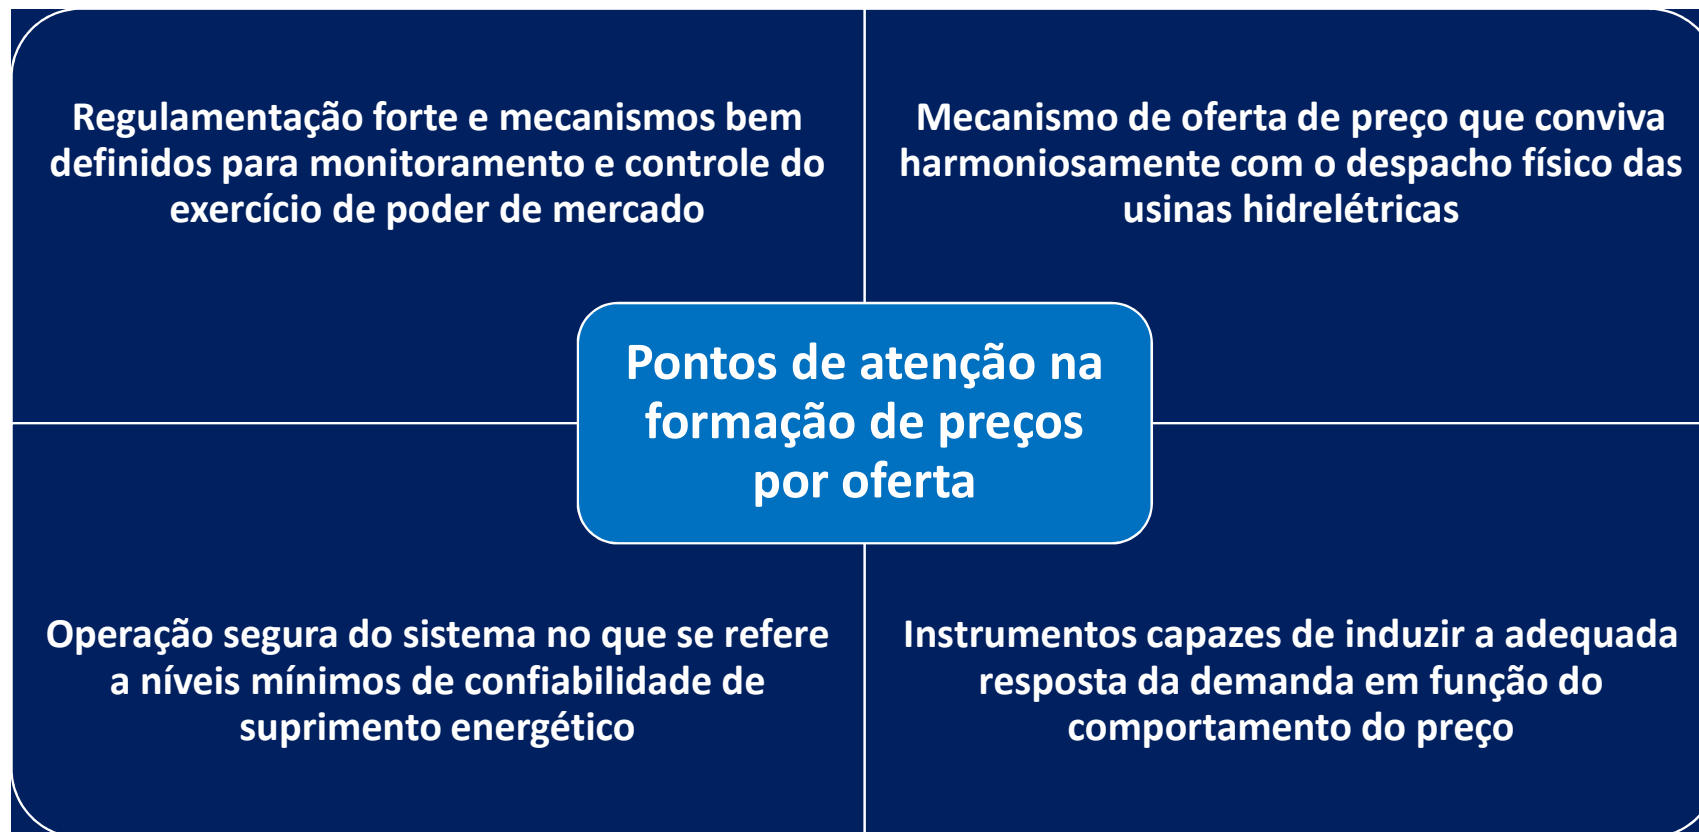 Regulamentação forte e mecanismos bem
definidos para monitoramento e controle do
exercício de poder de mercado
Mecanismo de oferta de preço que conviva
harmoniosamente com o despacho físico das
usinas hidrelétricas
Pontos de atenção na
formação de preços
por oferta
Operação segura do sistema no que se refere
a níveis mínimos de confiabilidade de
suprimento energético
Instrumentos capazes de induzir a adequada
resposta da demanda em função do
comportamento do preço